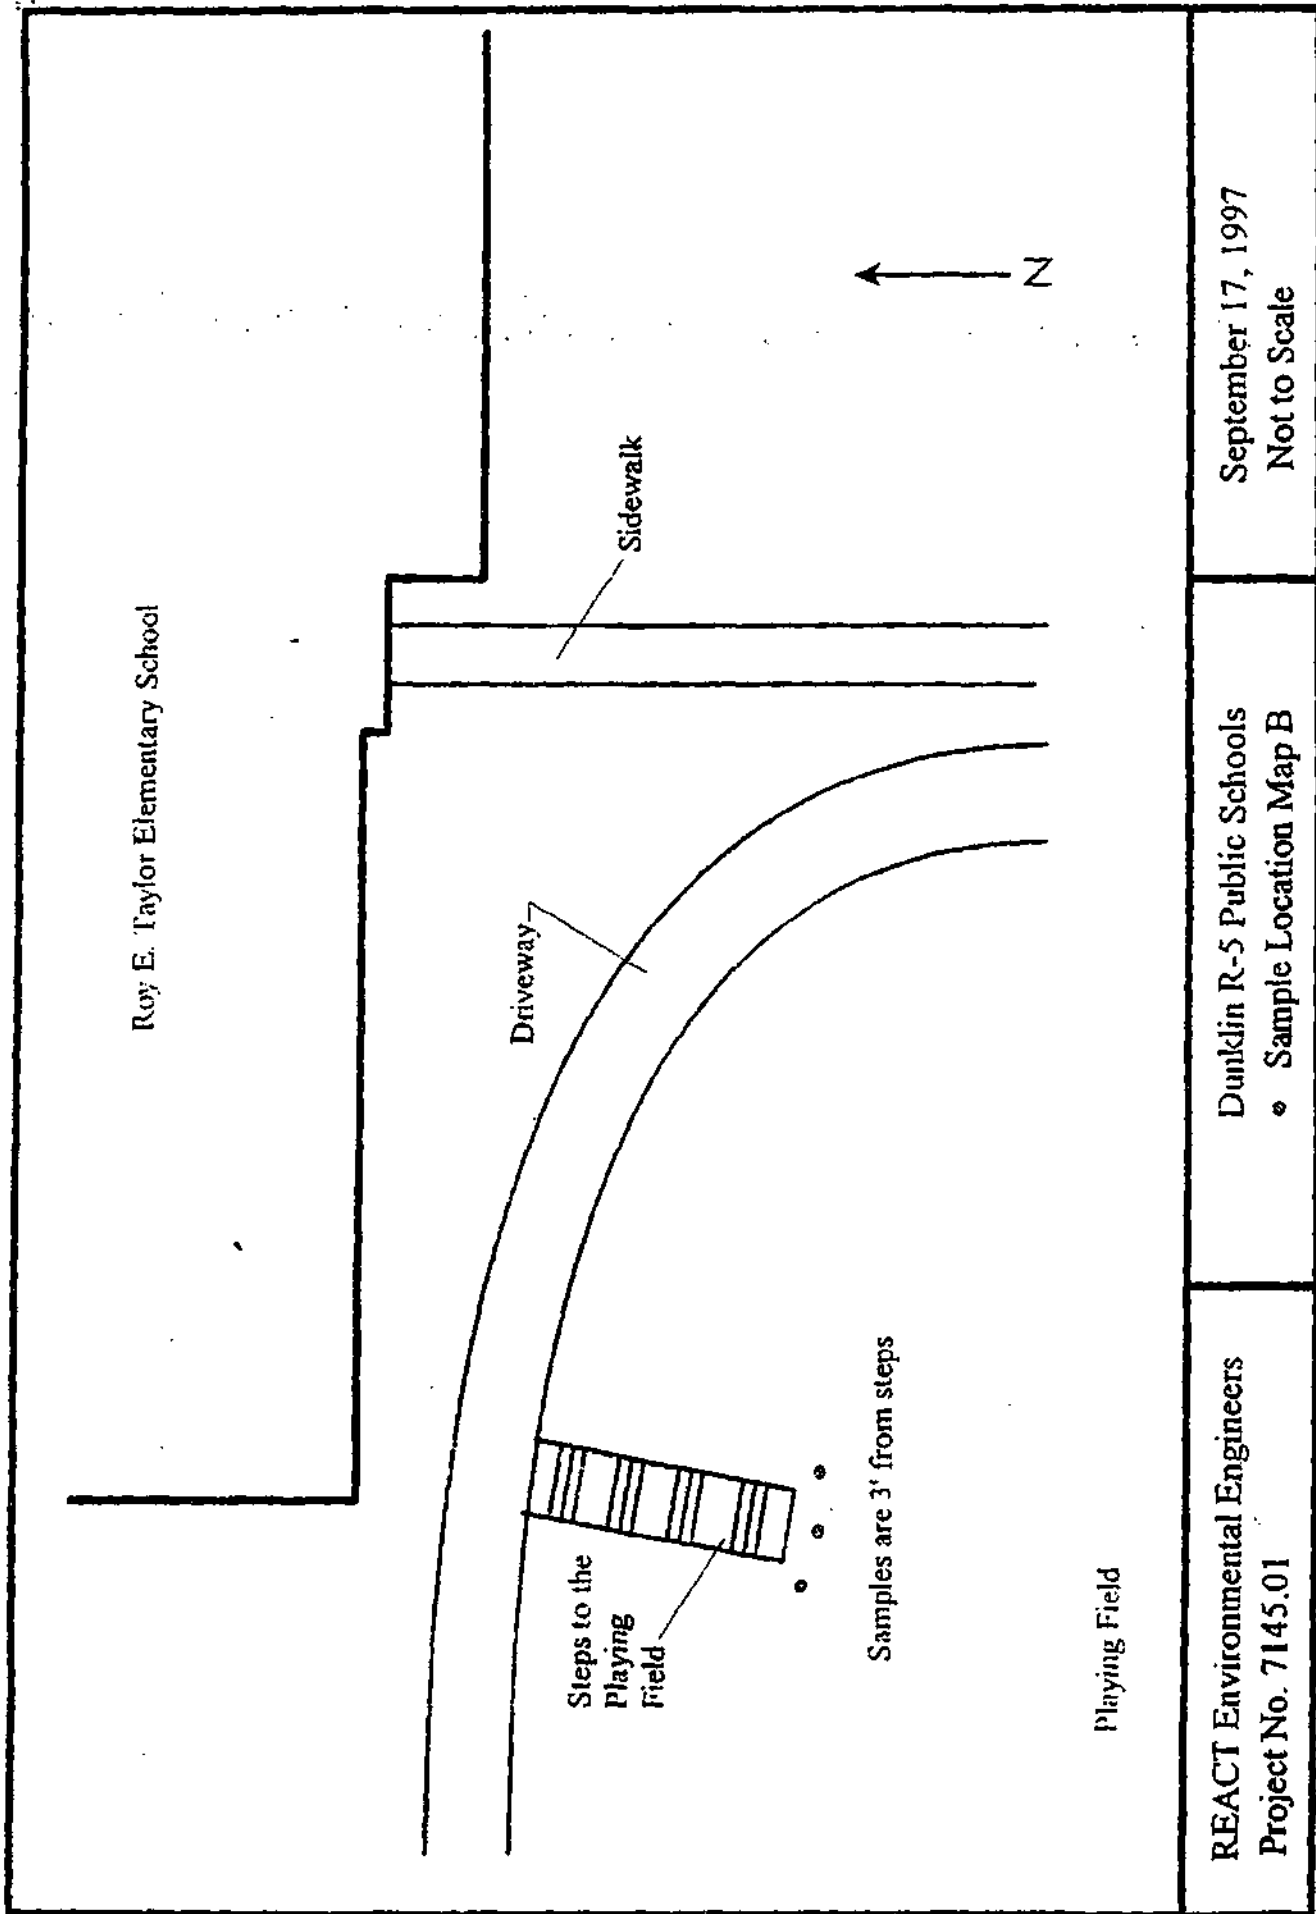 Roy E. Taylor Elementary School
Driveway
Sidewalk
Steps to the
Playing
Field
Samples are 3' from steps
N
Playing Field
REACT Environmental Engineers
Project No. 7145.01
Dunklin R-5 Public Schools
Sample Location Map B
September 17, 1997
Not to Scale